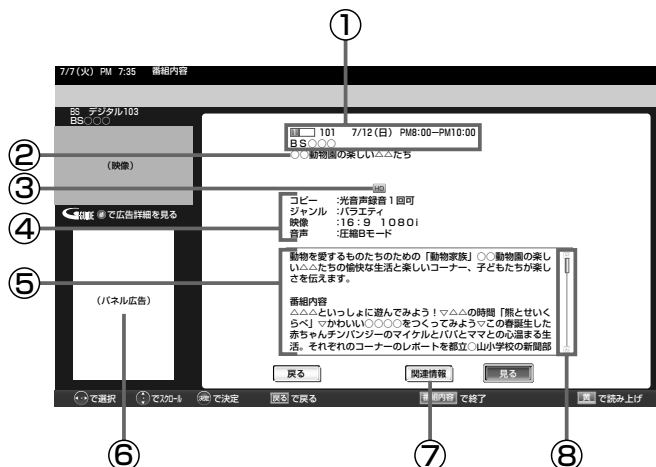 ①
7/7(火) PM 7:35 番組内容
BS デジタル103
BS○○○
101 7/12(日) PM8:00−PM10:00
BS○○○
② ○○動物園の楽しい△△たち
(映像)
③ HD
G GUIDE で広告詳細を見る
④
コピー :光音声録音1回可
ジャンル :バラエティ
映像 :16:9 1080i
音声 :圧縮Bモード
⑤
動物を愛するものたちのための「動物家族」○○動物園の楽し
い△△たちの愉快な生活と楽しいコーナー、子どもたちが楽し
さを伝えます。
番組内容
△△△といっしょに遊んでみよう!▽△△の時間「熊とせいく
らべ」▽かわいい○○○○をつくってみよう▽この春誕生した
赤ちゃんチンパンジーのマイケルとパパとママとの心温まる生
活。それぞれのコーナーのレポートを都立○山小学校の新聞部
(パネル広告)
戻る 関連情報 見る
で選択 でスクロール 決定 で決定 戻る で戻る 番組内容 で終了 黄 で読み上げ
⑥ ⑦ ⑧